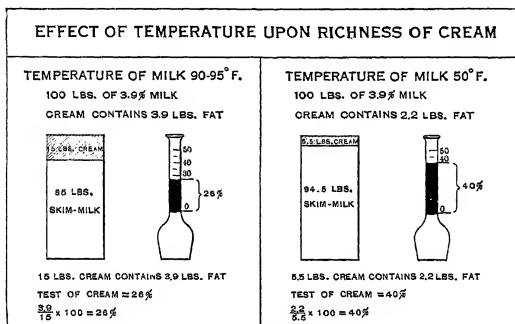 EFFECT OF TEMPERATURE UPON RICHNESS OF CREAM
TEMPERATURE OF MILK 90-95° F.
100 LBS. OF 3.9% MILK
CREAM CONTAINS 3.9 LBS. FAT
15 LBS. CREAM
85 LBS.
SKIM-MILK
50
40
30
0
26%
15 LBS. CREAM CONTAINS 3.9 LBS. FAT
TEST OF CREAM = 26%
3.9/15 x 100 = 26%
TEMPERATURE OF MILK 50° F.
100 LBS. OF 3.9% MILK
CREAM CONTAINS 2.2 LBS. FAT
5.5 LBS. CREAM
94.5 LBS.
SKIM-MILK
50
40
0
40%
5.5 LBS. CREAM CONTAINS 2.2 LBS. FAT
TEST OF CREAM = 40%
2.2/5.5 x 100 = 40%